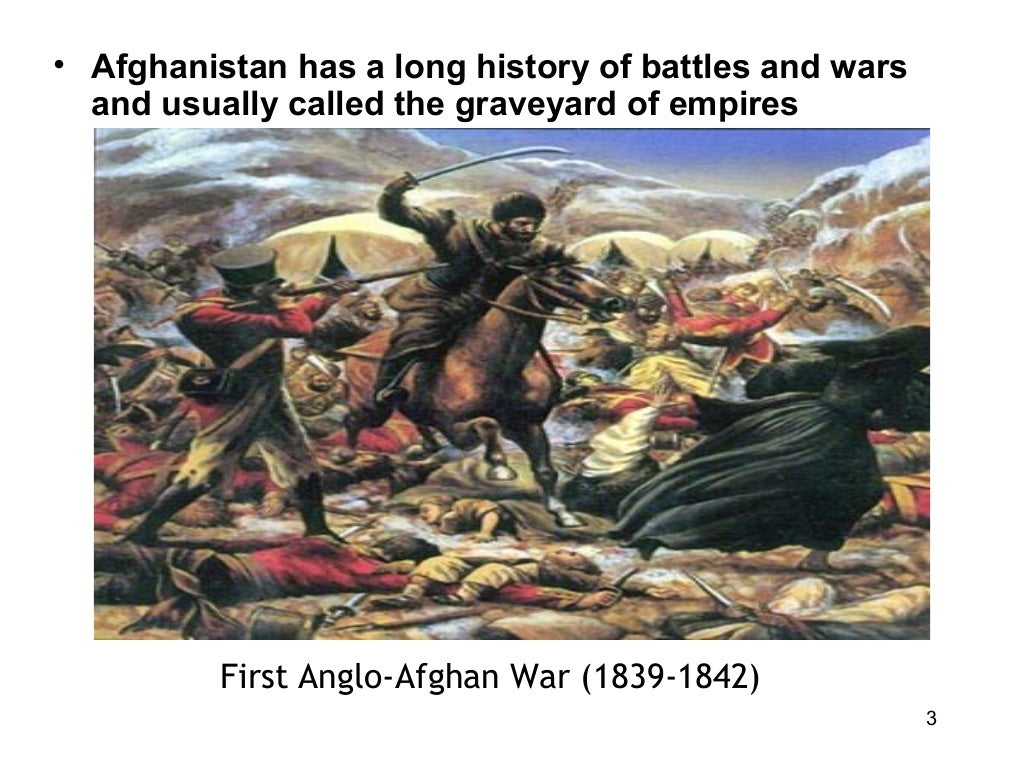 • Afghanistan has a long history of battles and wars
and usually called the graveyard of empires
First Anglo-Afghan War (1839-1842)
3